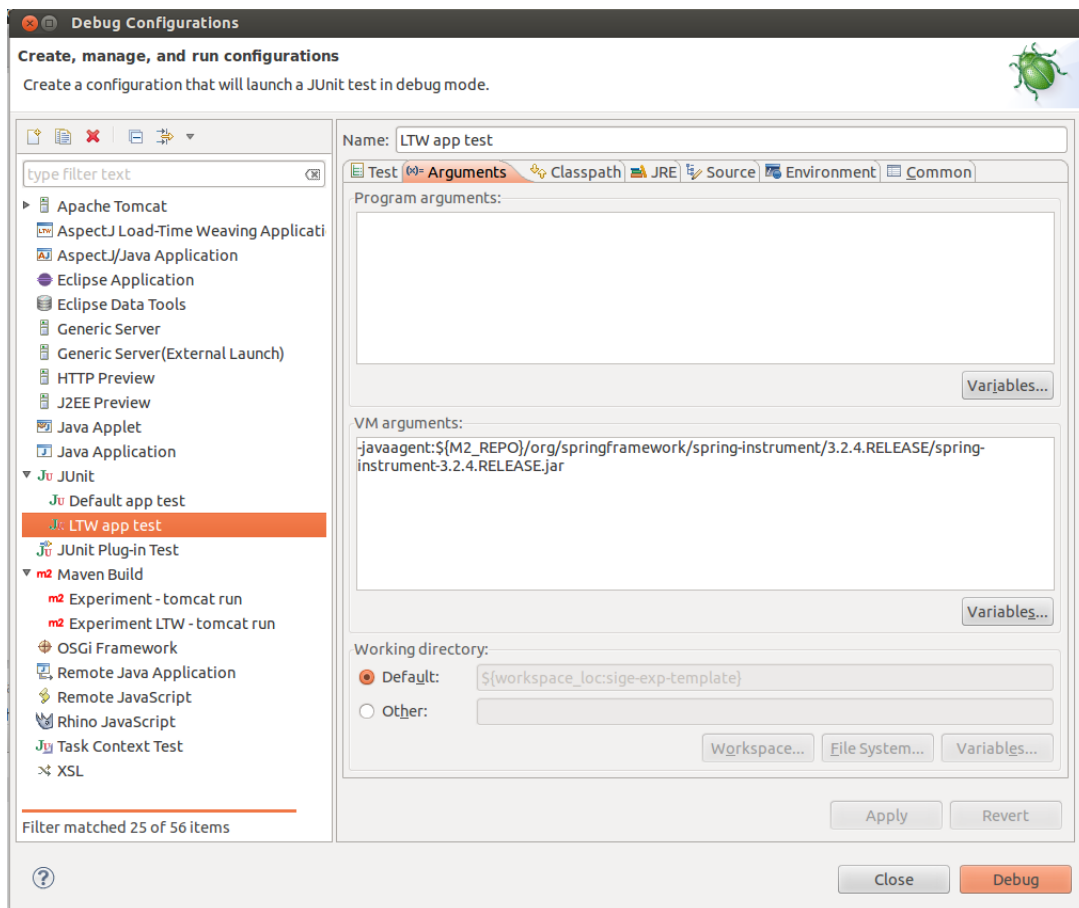 Debug Configurations
Create, manage, and run configurations
Create a configuration that will launch a JUnit test in debug mode.
type filter text
Apache Tomcat
AspectJ Load-Time Weaving Applicati
AspectJ/Java Application
Eclipse Application
Eclipse Data Tools
Generic Server
Generic Server(External Launch)
HTTP Preview
J2EE Preview
Java Applet
Java Application
JUnit
Default app test
LTW app test
JUnit Plug-in Test
Maven Build
Experiment - tomcat run
Experiment LTW - tomcat run
OSGi Framework
Remote Java Application
Remote JavaScript
Rhino JavaScript
Task Context Test
XSL
Filter matched 25 of 56 items
Name: LTW app test
Test (x)= Arguments Classpath JRE Source Environment Common
Program arguments:
Variables...
VM arguments:
-javaagent:${M2_REPO}/org/springframework/spring-instrument/3.2.4.RELEASE/spring-
instrument-3.2.4.RELEASE.jar
Variables...
Working directory:
Default: ${workspace_loc:sige-exp-template}
Other:
Workspace... File System... Variables...
Apply Revert
Close Debug